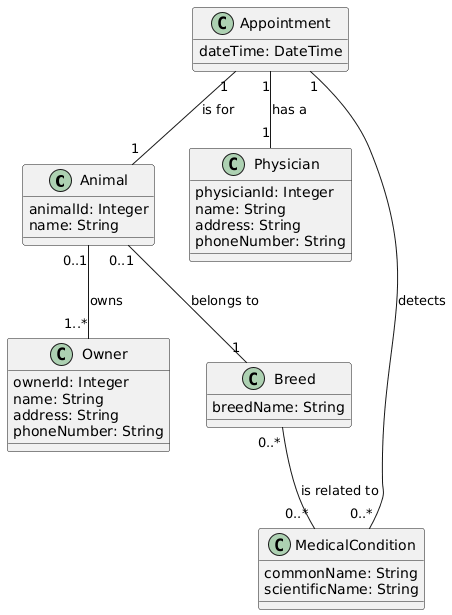 C Appointment
dateTime: DateTime
1 1 1
is for has a
1 1
C Animal
animalId: Integer
name: String
C Physician
physicianId: Integer
name: String
address: String
phoneNumber: String
0..1 0..1
owns belongs to detects
1..* 1
C Owner
ownerId: Integer
name: String
address: String
phoneNumber: String
C Breed
breedName: String
0..*
is related to
0..* 0..*
C MedicalCondition
commonName: String
scientificName: String